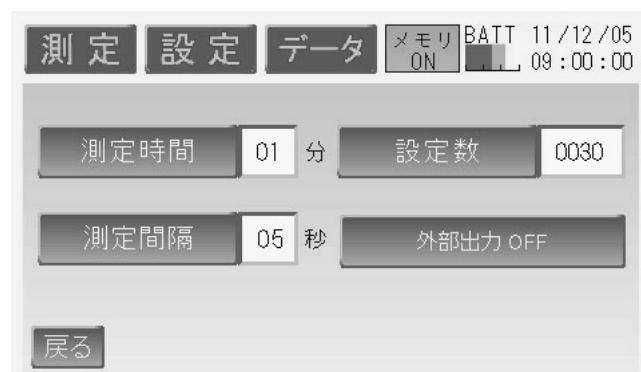 測定 設定 データ メモリ ON BATT 11/12/05 09:00:00
測定時間 01 分 設定数 0030
測定間隔 05 秒 外部出力 OFF
戻る